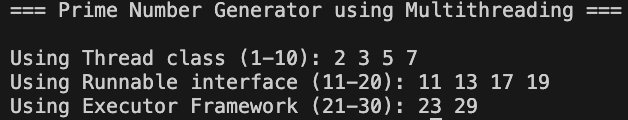 === Prime Number Generator using Multithreading ===
Using Thread class (1-10): 2 3 5 7
Using Runnable interface (11-20): 11 13 17 19
Using Executor Framework (21-30): 23 29